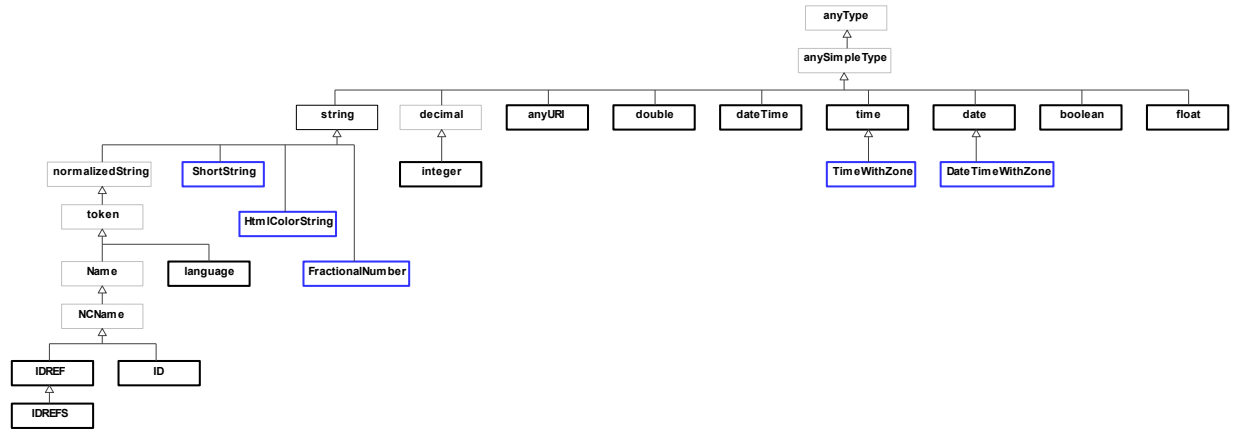 anyType
anySimpleType
string
decimal
anyURI
double
dateTime
time
date
boolean
float
normalizedString
ShortString
integer
TimeWithZone
DateTimeWithZone
token
HtmlColorString
Name
language
FractionalNumber
NCName
IDREF
ID
IDREFS